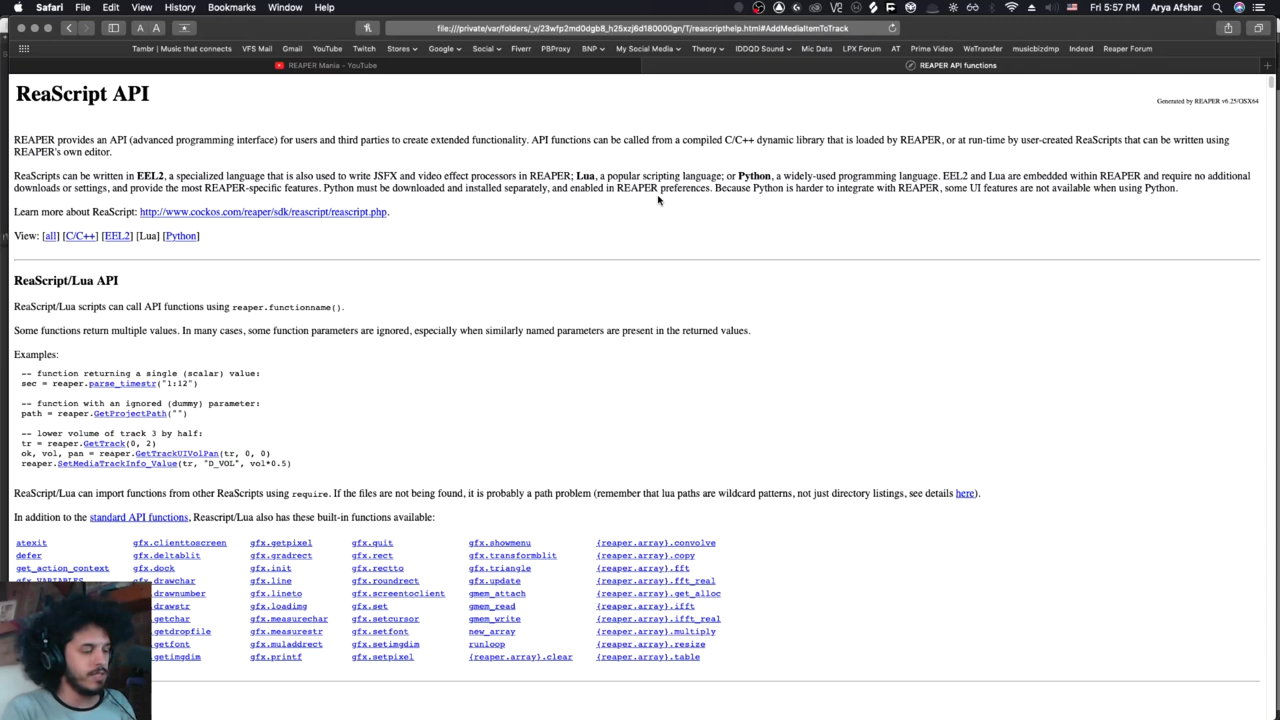 Afshan
Fri 5:57 PM
file:///private/var/folders/_v/23wfp2md0dgb8_h25xzj6d180000gn/T/reascripthelp.html#AddMediaItemToTrack
Tambr | Music that connects VFS Mail Gmail YouTube Twitch Stores Google Social Fiverr PBProxy BNP My Social Media Theory IDDQD Sound Mic Data LPX Forum AT Prime Video WeTransfer musicbizdmp Indeed Reaper Forum
REAPER Mania - YouTube REAPER API functions
ReaScript API
Generated by REAPER v6.25/OSX64
REAPER provides an API (advanced programming interface) for users and third parties to create extended functionality. API functions can be called from a compiled C/C++ dynamic library that is loaded by REAPER, or at run-time by user-created ReaScripts that can be written using
REAPER's own editor.
ReaScripts can be written in EEL2, a specialized language that is also used to write JSFX and video effect processors in REAPER; Lua, a popular scripting language; or Python, a widely-used programming language. EEL2 and Lua are embedded within REAPER and require no additional
downloads or settings, and provide the most REAPER-specific features. Python must be downloaded and installed separately, and enabled in REAPER preferences. Because Python is harder to integrate with REAPER, some UI features are not available when using Python.
Learn more about ReaScript: http://www.cockos.com/reaper/sdk/reascript/reascript.php.
View: [all] [C/C++] [EEL2] [Lua] [Python]
ReaScript/Lua API
ReaScript/Lua scripts can call API functions using reaper.functionname().
Some functions return multiple values. In many cases, some function parameters are ignored, especially when similarly named parameters are present in the returned values.
Examples:
-- function returning a single (scalar) value:
sec = reaper.parse_timestr("1:12")
-- function with an ignored (dummy) parameter:
path = reaper.GetProjectPath("")
-- lower volume of track 3 by half:
tr = reaper.GetTrack(0, 2)
ok, vol, pan = reaper.GetTrackUIVolPan(tr, 0, 0)
reaper.SetMediaTrackInfo_Value(tr, "D_VOL", vol*0.5)
ReaScript/Lua can import functions from other ReaScripts using require. If the files are not being found, it is probably a path problem (remember that lua paths are wildcard patterns, not just directory listings, see details here).
In addition to the standard API functions, Reascript/Lua also has these built-in functions available:
atexit gfx.clienttoscreen gfx.getpixel gfx.quit gfx.showmenu {reaper.array}.convolve
defer gfx.deltablit gfx.gradrect gfx.rect gfx.transformblit {reaper.array}.copy
get_action_context gfx.dock gfx.init gfx.rectto gfx.triangle {reaper.array}.fft
gfx.VARIABLES .drawchar gfx.line gfx.roundrect gfx.update {reaper.array}.fft_real
.drawnumber gfx.lineto gfx.screentoclient gmem_attach {reaper.array}.get_alloc
.drawstr gfx.loadimg gfx.set gmem_read {reaper.array}.ifft
.getchar gfx.measurechar gfx.setcursor gmem_write {reaper.array}.ifft_real
.getdropfile gfx.measurestr gfx.setfont new_array {reaper.array}.multiply
.getfont gfx.muladdrect gfx.setimgdim runloop {reaper.array}.resize
.getimgdim gfx.printf gfx.setpixel {reaper.array}.clear {reaper.array}.table